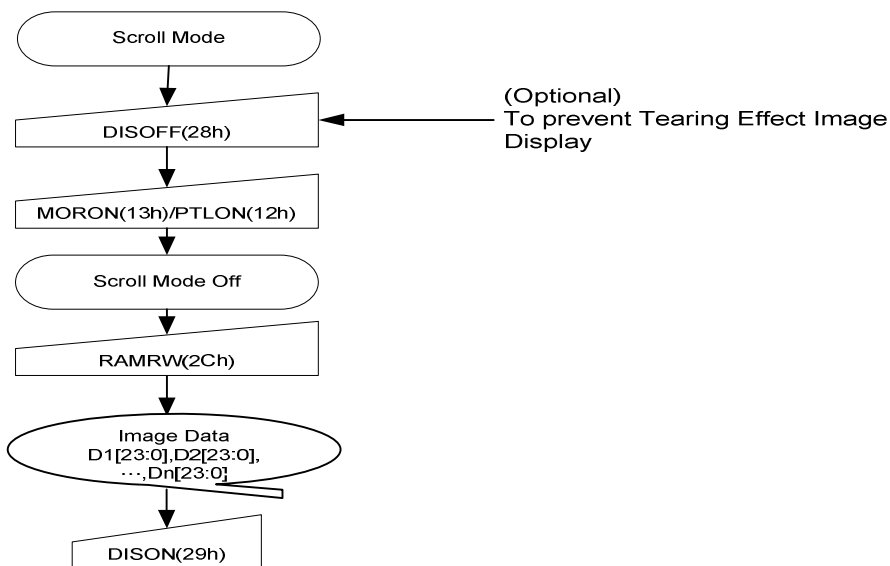 Scroll Mode
DISOFF(28h)
(Optional)
To prevent Tearing Effect Image
Display
MORON(13h)/PTLON(12h)
Scroll Mode Off
RAMRW(2Ch)
Image Data
D1[23:0],D2[23:0],
…,Dn[23:0]
DISON(29h)